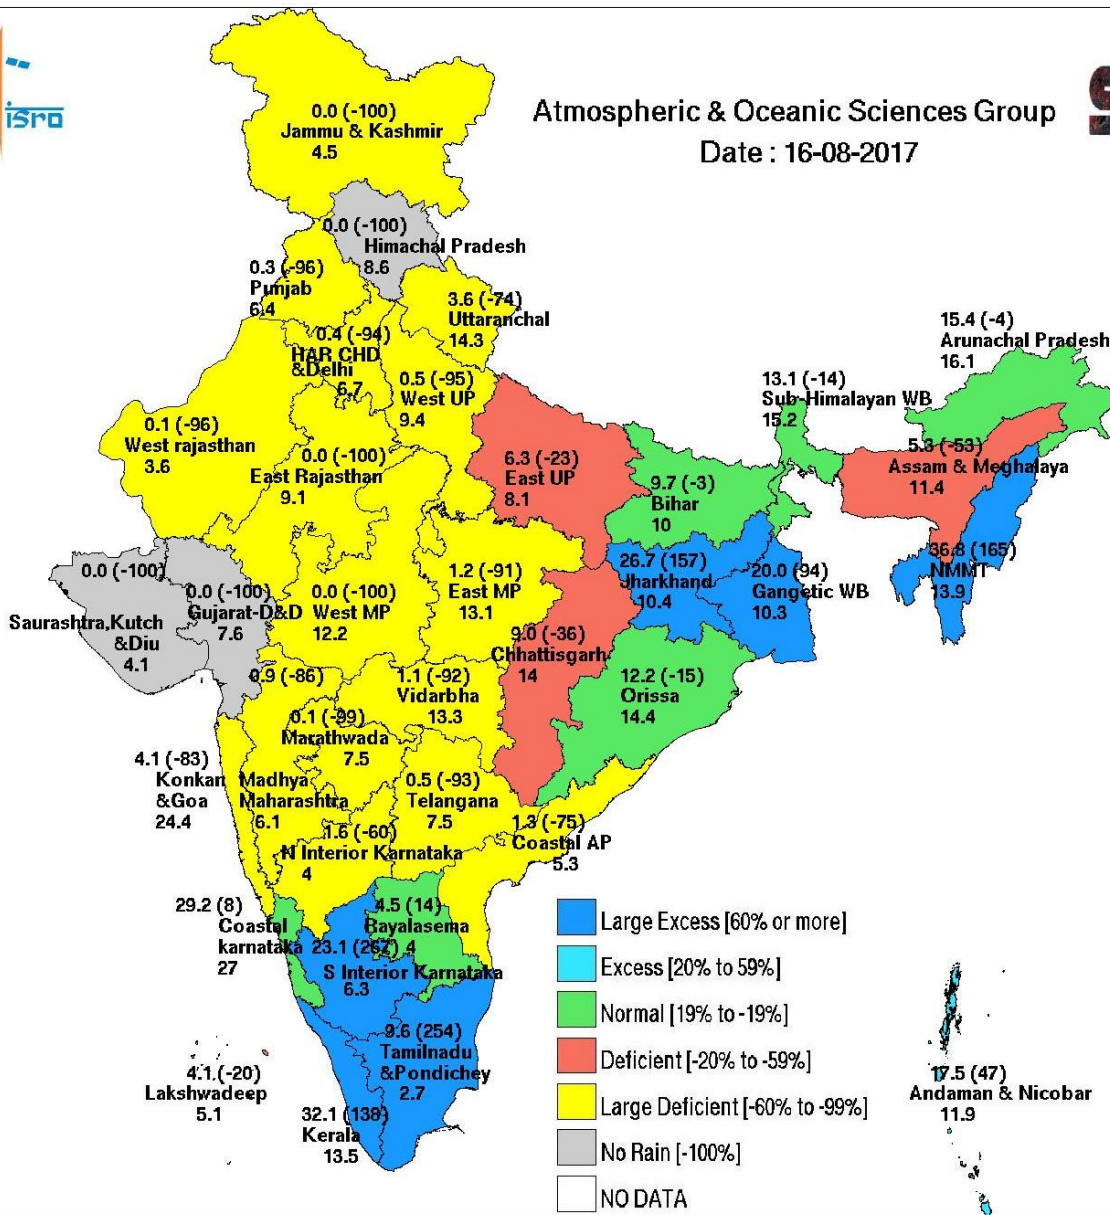 isro
Atmospheric & Oceanic Sciences Group
Date : 16-08-2017
0.0 (-100)
Jammu & Kashmir
4.5
0.0 (-100)
Himachal Pradesh
8.6
0.3 (-96)
Punjab
6.4
3.6 (-74)
Uttaranchal
14.3
0.4 (-94)
HAR CHD
&Delhi
6.7
0.5 (-95)
West UP
9.4
15.4 (-4)
Arunachal Pradesh
16.1
13.1 (-14)
Sub-Himalayan WB
15.2
0.1 (-96)
West rajasthan
3.6
0.0 (-100)
East Rajasthan
9.1
6.3 (-23)
East UP
8.1
9.7 (-3)
Bihar
10
5.3 (-53)
Assam & Meghalaya
11.4
0.0 (-100)
Saurashtra,Kutch
&Diu
4.1
0.0 (-100)
Gujarat-D&D
7.6
0.0 (-100)
West MP
12.2
1.2 (-91)
East MP
13.1
26.7 (157)
Jharkhand
10.4
20.0 (94)
Gangetic WB
10.3
36.8 (165)
NMMT
13.9
9.0 (-36)
Chhattisgarh
14
12.2 (-15)
Orissa
14.4
0.9 (-86)
Madhya
Maharashtra
6.1
1.1 (-92)
Vidarbha
13.3
0.1 (-99)
Marathwada
7.5
4.1 (-83)
Konkan
&Goa
24.4
0.5 (-93)
Telangana
7.5
1.3 (-75)
Coastal AP
5.3
1.6 (-60)
N Interior Karnataka
4
29.2 (8)
Coastal
karnataka
27
4.5 (14)
Rayalasema
4
23.1 (267)
S Interior Karnataka
6.3
9.6 (254)
Tamilnadu
&Pondichey
2.7
4.1 (-20)
Lakshwadeep
5.1
32.1 (138)
Kerala
13.5
17.5 (47)
Andaman & Nicobar
11.9
Large Excess [60% or more]
Excess [20% to 59%]
Normal [19% to -19%]
Deficient [-20% to -59%]
Large Deficient [-60% to -99%]
No Rain [-100%]
NO DATA